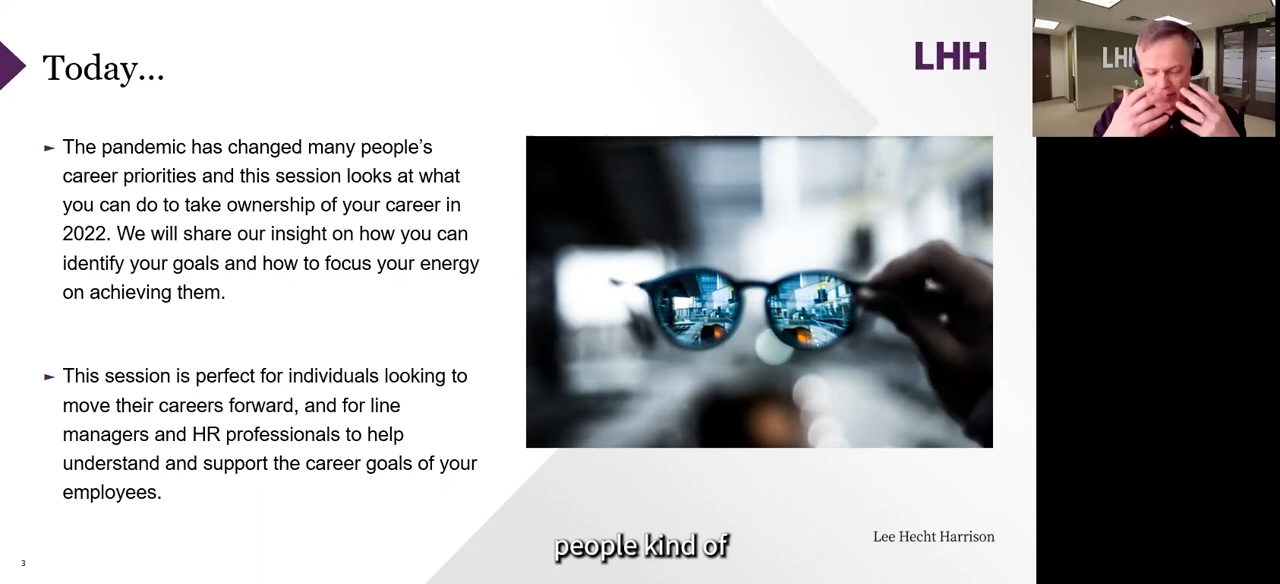 Today...
LHH
LHH
► The pandemic has changed many people’s
career priorities and this session looks at what
you can do to take ownership of your career in
2022. We will share our insight on how you can
identify your goals and how to focus your energy
on achieving them.
► This session is perfect for individuals looking to
move their careers forward, and for line
managers and HR professionals to help
understand and support the career goals of your
employees.
Lee Hecht Harrison
people kind of
3